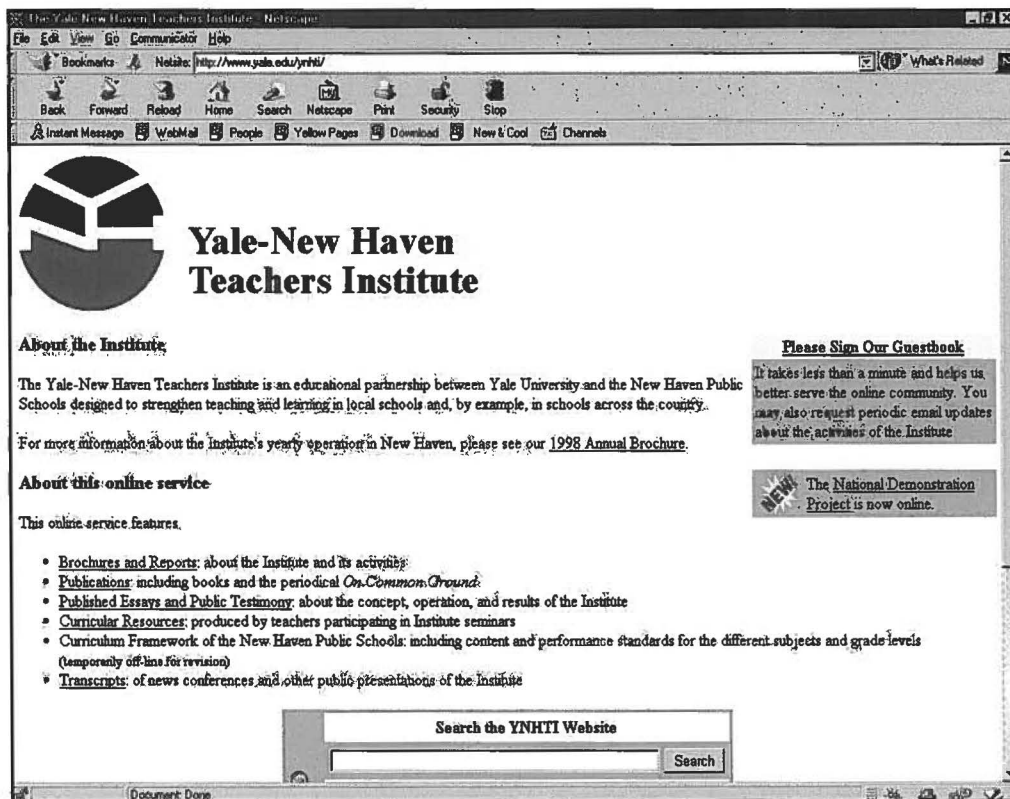 The Yale-New Haven Teachers Institute - Netscape
File Edit View Go Communicator Help
Bookmarks Netsite: http://www.yale.edu/ynhti/ What's Related
Back Forward Reload Home Search Netscape Print Security Stop
Instant Message WebMail People Yellow Pages Download New & Cool Channels
Yale-New Haven
Teachers Institute
About the Institute
The Yale-New Haven Teachers Institute is an educational partnership between Yale University and the New Haven Public
Schools designed to strengthen teaching and learning in local schools and, by example, in schools across the country.
For more information about the Institute's yearly operation in New Haven, please see our 1998 Annual Brochure.
Please Sign Our Guestbook
It takes less than a minute and helps us
better serve the online community. You
may also request periodic email updates
about the activities of the Institute
NEW! The National Demonstration
Project is now online.
About this online service
This online service features.
• Brochures and Reports: about the Institute and its activities
• Publications: including books and the periodical On Common Ground
• Published Essays and Public Testimony: about the concept, operation, and results of the Institute
• Curricular Resources: produced by teachers participating in Institute seminars
• Curriculum Framework of the New Haven Public Schools: including content and performance standards for the different subjects and grade levels
(temporarily off-line for revision)
• Transcripts: of news conferences and other public presentations of the Institute
Search the YNHTI Website
Search
Document: Done